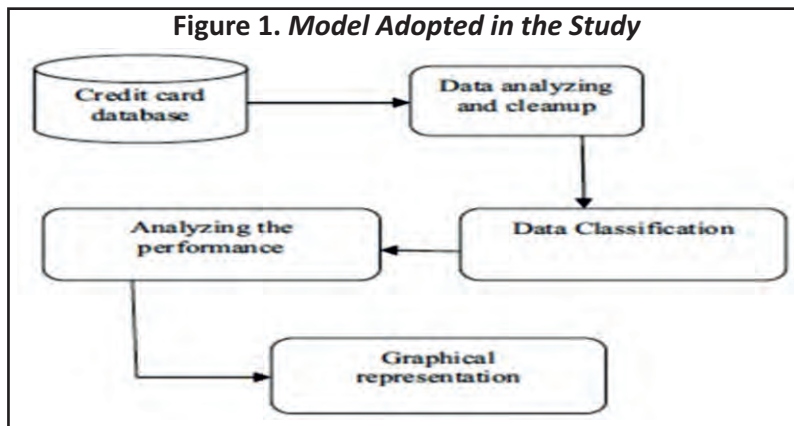 Figure 1. Model Adopted in the Study
Credit card
database
Data analyzing
and cleanup
Data Classification
Analyzing the
performance
Graphical
representation